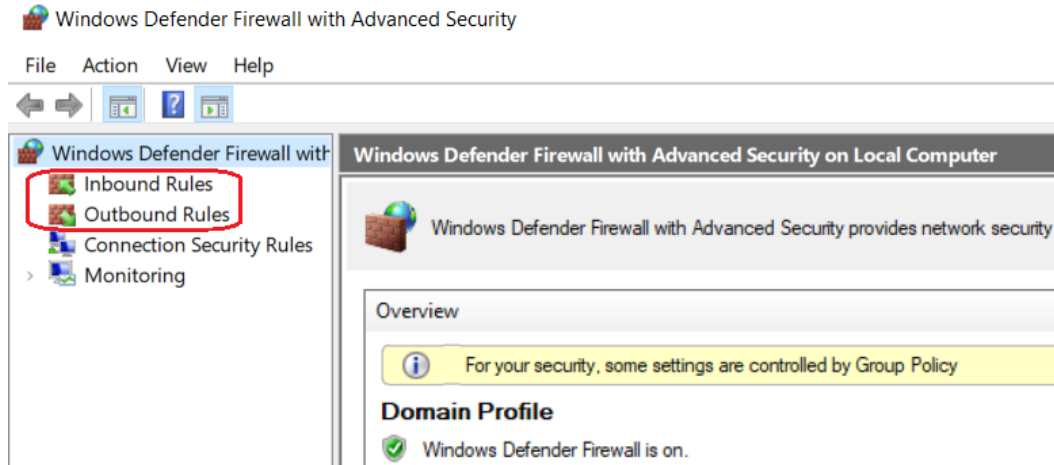 Windows Defender Firewall with Advanced Security
File Action View Help
Windows Defender Firewall with
Inbound Rules
Outbound Rules
Connection Security Rules
Monitoring
Windows Defender Firewall with Advanced Security on Local Computer
Windows Defender Firewall with Advanced Security provides network security
Overview
For your security, some settings are controlled by Group Policy
Domain Profile
Windows Defender Firewall is on.